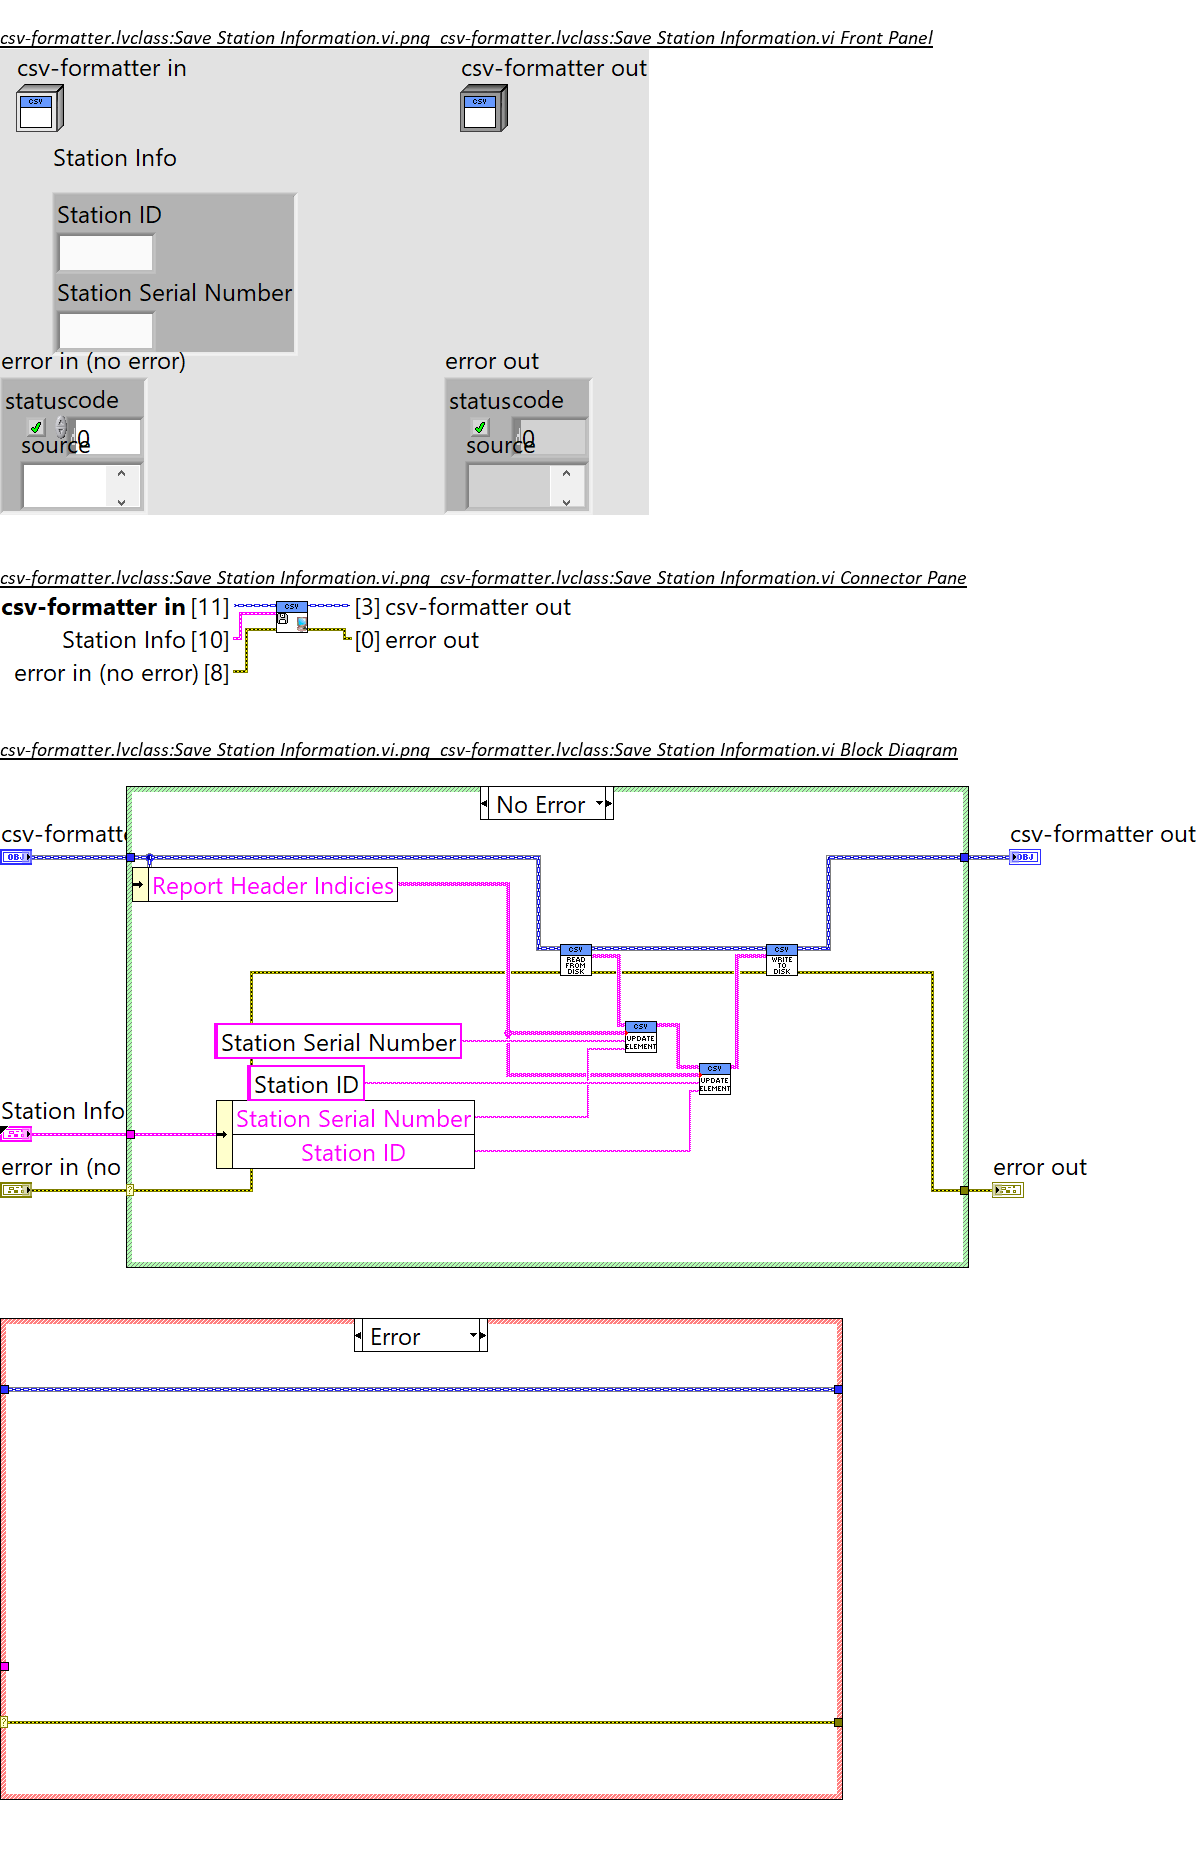 csv-formatter.lvclass:Save Station Information.vi.png csv-formatter.lvclass:Save Station Information.vi Front Panel
csv-formatter in
csv-formatter out
CSV
CSV
Station Info
Station ID
Station Serial Number
error in (no error)
error out
status code
status code
0
0
source
source
csv-formatter.lvclass:Save Station Information.vi.png csv-formatter.lvclass:Save Station Information.vi Connector Pane
csv-formatter in [11]
CSV
[3] csv-formatter out
Station Info [10]
[0] error out
error in (no error) [8]
csv-formatter.lvclass:Save Station Information.vi.png csv-formatter.lvclass:Save Station Information.vi Block Diagram
No Error
csv-formatte
csv-formatter out
OBJ
OBJ
Report Header Indicies
CSV
READ
FROM
DISK
CSV
WRITE
TO
DISK
Station Serial Number
CSV
UPDATE
ELEMENT
Station ID
CSV
UPDATE
ELEMENT
Station Info
Station Serial Number
Station ID
error in (no
error out
?
Error
?